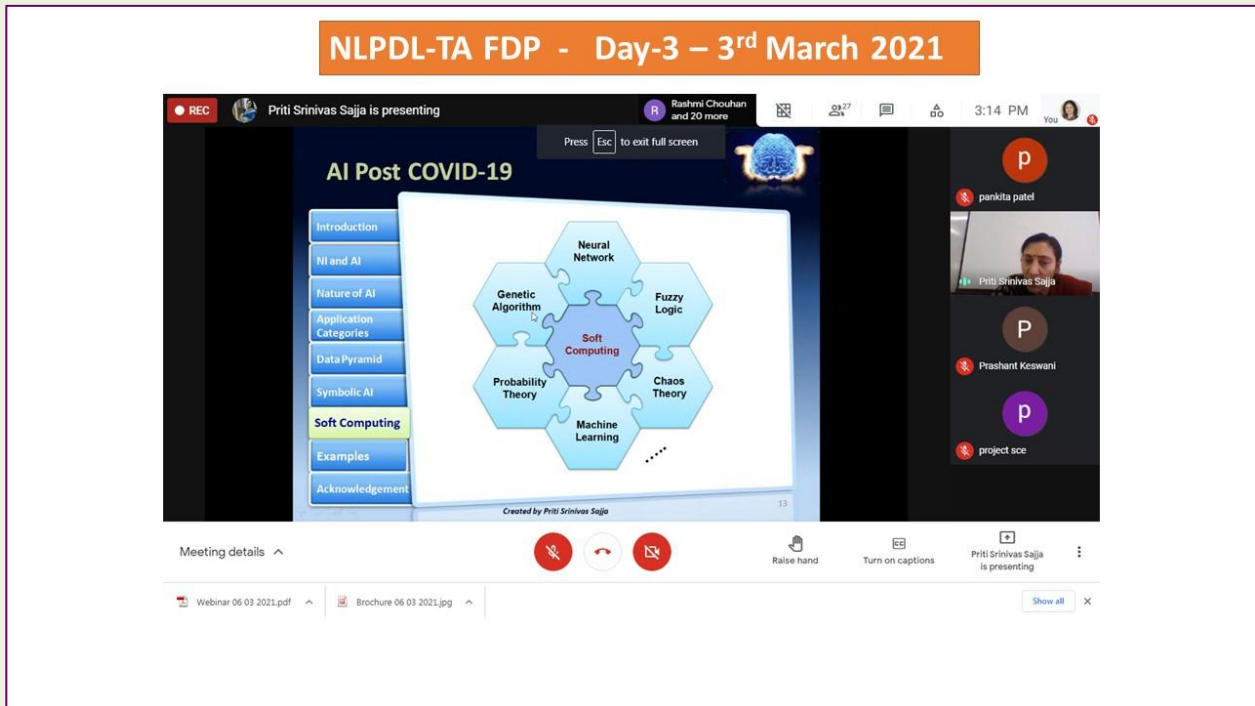 NLPDL-TA FDP - Day-3 – 3rd March 2021
REC
Priti Srinivas Sajja is presenting
R
Rashmi Chouhan
and 20 more
27
3:14 PM
You
Press Esc to exit full screen
AI Post COVID-19
Introduction
NI and AI
Nature of AI
Application
Categories
Data Pyramid
Symbolic AI
Soft Computing
Examples
Acknowledgement
Neural
Network
Genetic
Algorithm
Fuzzy
Logic
Soft
Computing
Probability
Theory
Chaos
Theory
Machine
Learning
Created by Priti Srinivas Sajja
13
p
pankita patel
Priti Srinivas Sajja
P
Prashant Keswani
p
project sce
Meeting details
Raise hand
CC
Turn on captions
Priti Srinivas Sajja
is presenting
Webinar 06 03 2021.pdf
Brochure 06 03 2021.jpg
Show all